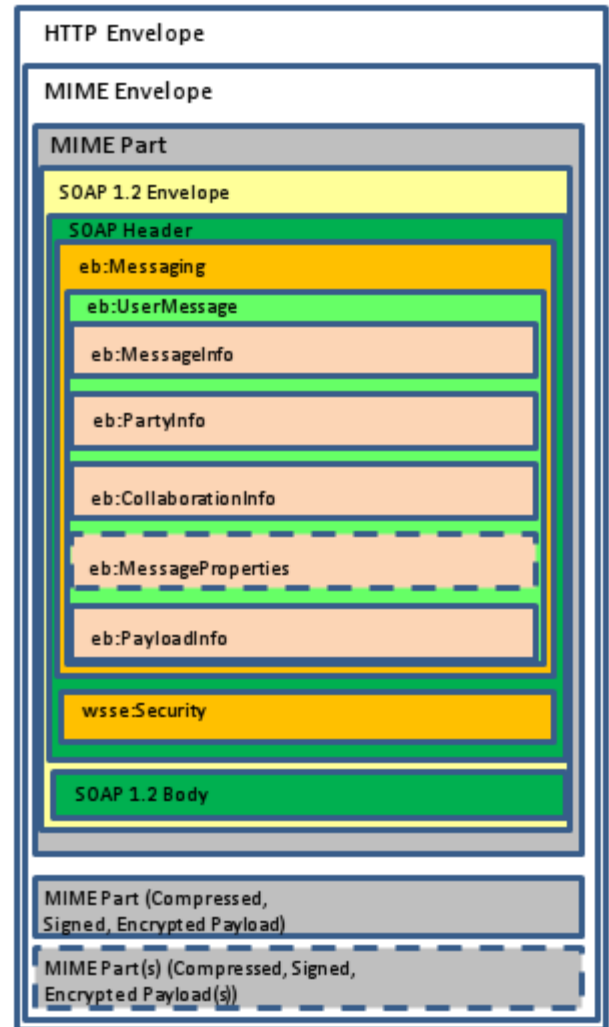 HTTP Envelope
MIME Envelope
MIME Part
SOAP 1.2 Envelope
SOAP Header
eb:Messaging
eb:UserMessage
eb:MessageInfo
eb:PartyInfo
eb:CollaborationInfo
eb:MessageProperties
eb:PayloadInfo
wsse:Security
SOAP 1.2 Body
MIME Part (Compressed,
Signed, Encrypted Payload)
MIME Part(s) (Compressed, Signed,
Encrypted Payload(s))